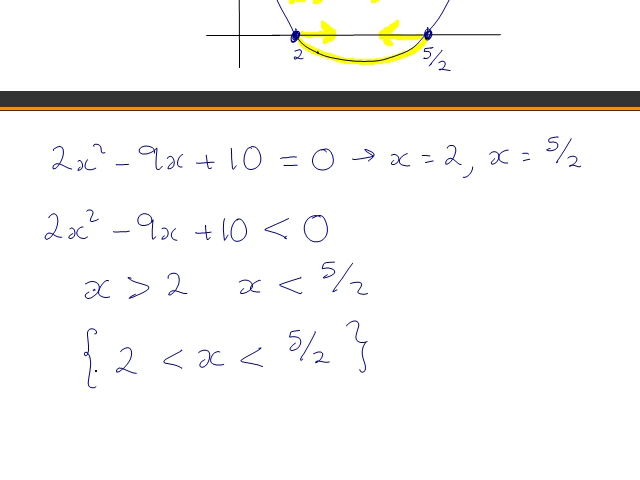 2 5/2
2x² - 9x + 10 = 0 → x = 2, x = 5/2
2x² - 9x + 10 < 0
x > 2 x < 5/2
{ 2 < x < 5/2 }